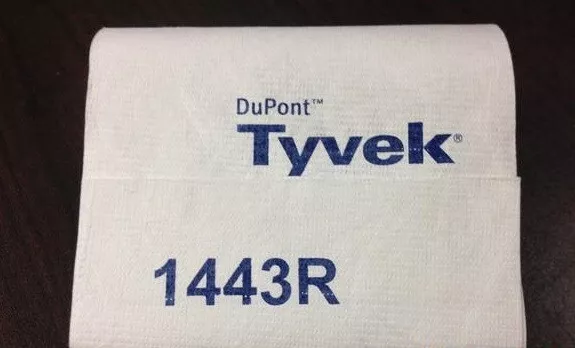 DuPont™
Tyvek®
1443R